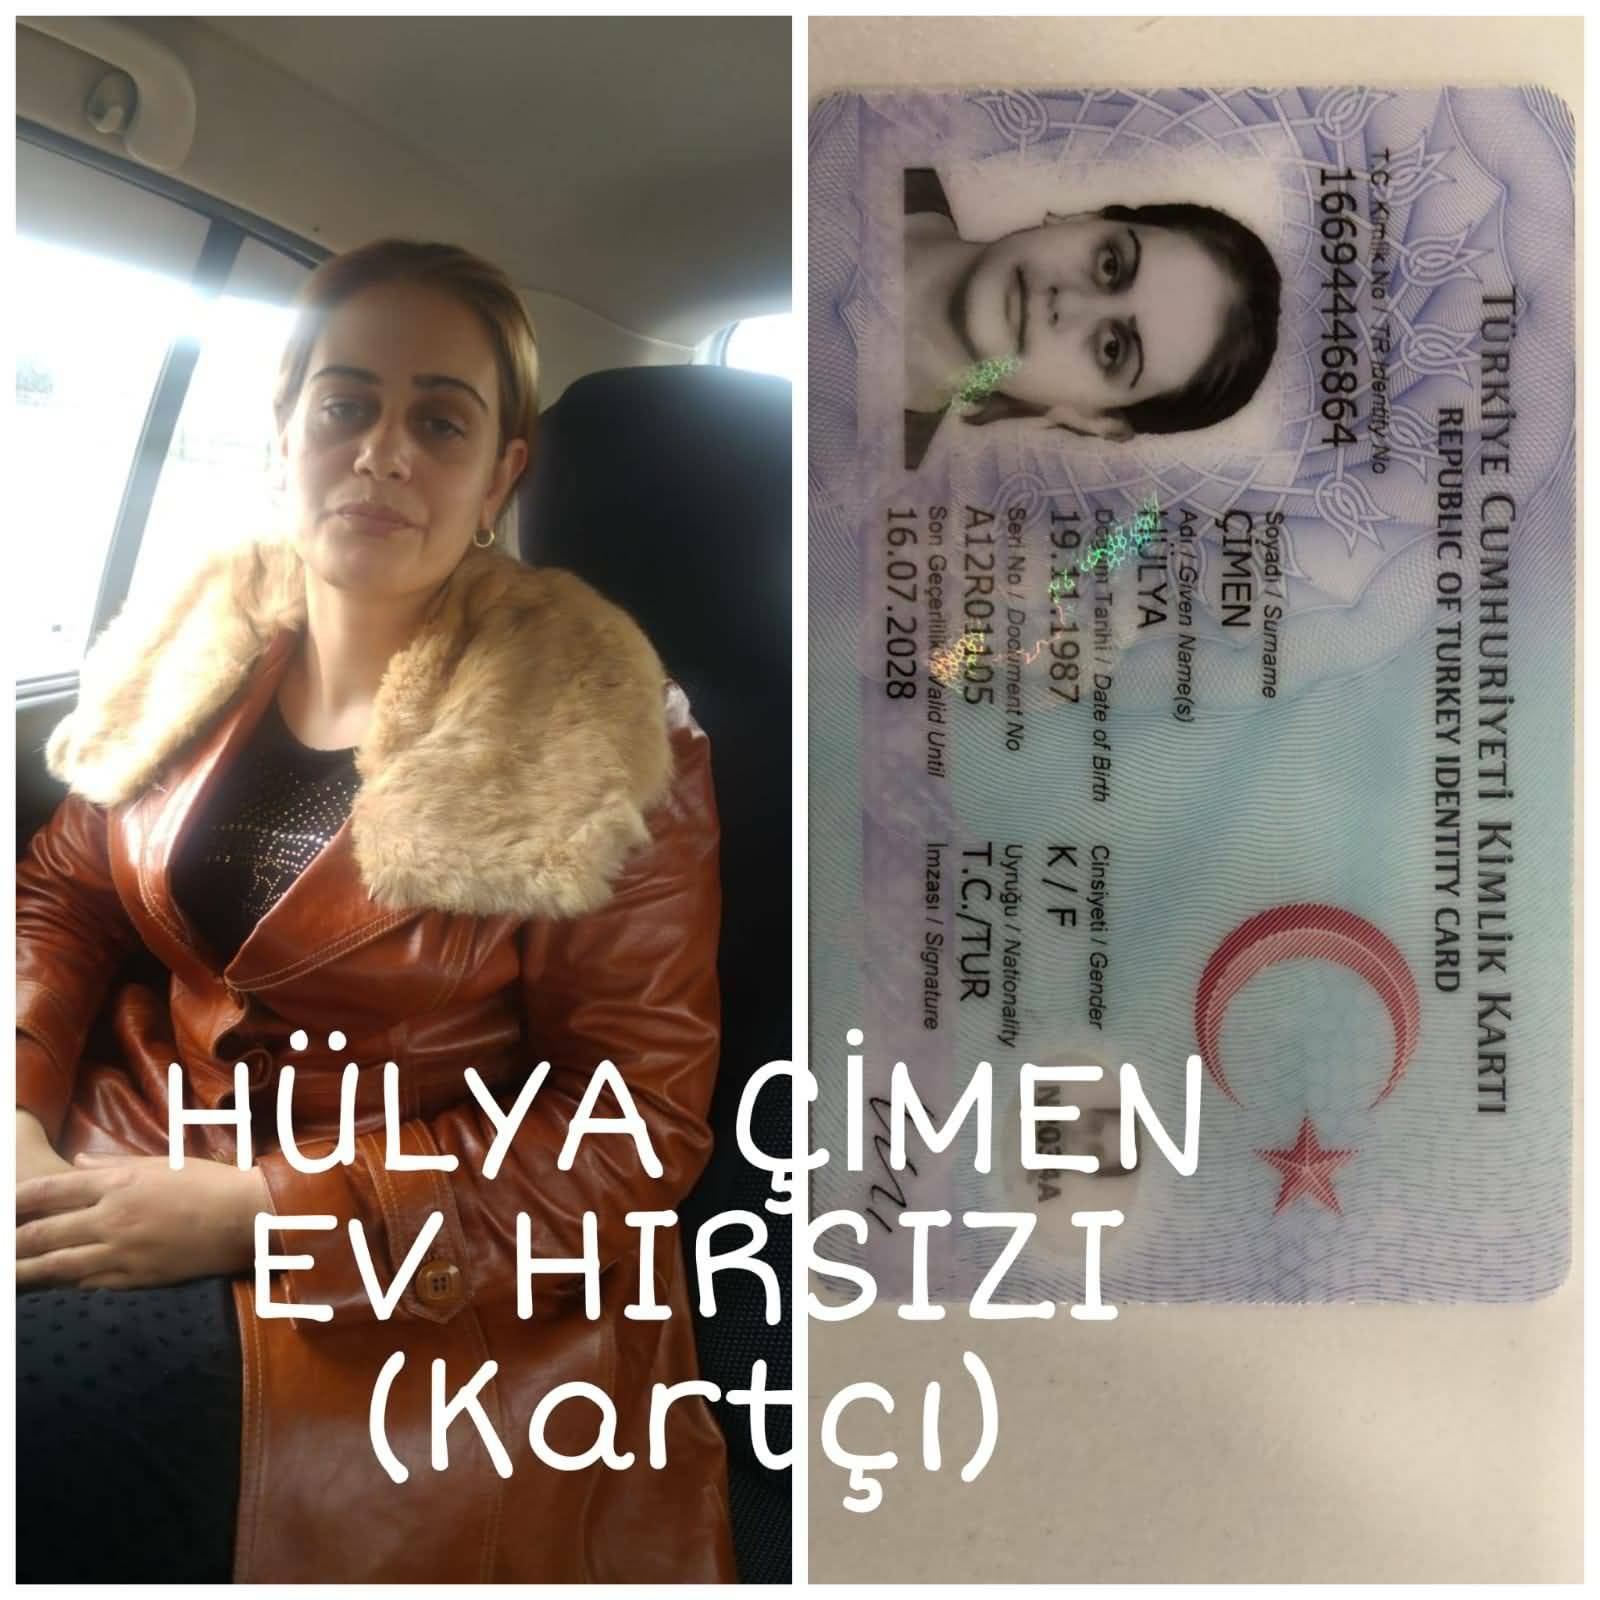 TÜRKİYE CUMHURİYETİ KİMLİK KARTI
REPUBLIC OF TURKEY IDENTITY CARD
T.C. Kimlik No / TR Identity No
16694446864
Soyadı / Surname
ÇİMEN
Adı / Given Name(s)
HÜLYA
Doğum Tarihi / Date of Birth
19.11.1987
Cinsiyeti / Gender
K / F
Seri No / Document No
Uyruğu / Nationality
T.C./TUR
Son Geçerlilik / Valid Until
16.07.2028
İmzası / Signature
HÜLYA ÇİMEN
EV HIRSIZI
(Kartçı)